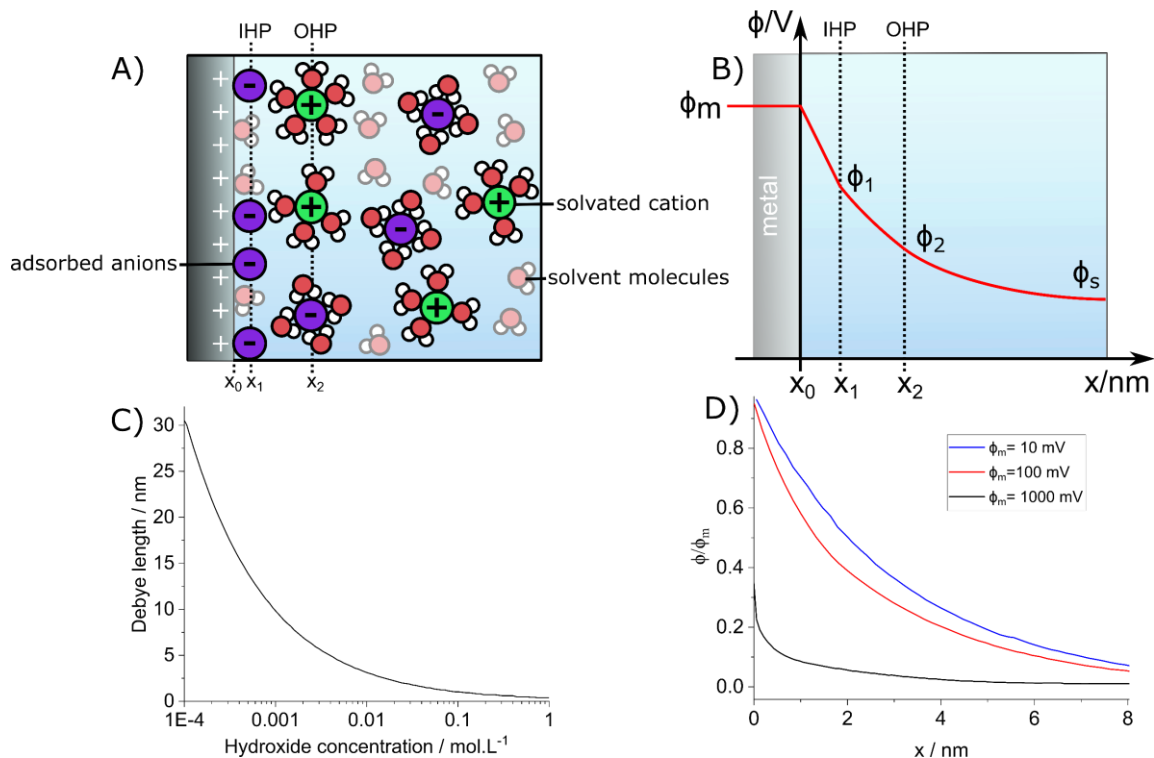 A)
IHP
OHP
solvated cation
adsorbed anions
solvent molecules
x0
x1
x2
B)
ϕ/V
IHP
OHP
ϕm
metal
ϕ1
ϕ2
ϕs
x0
x1
x2
x/nm
C)
Debye length / nm
30
25
20
15
10
5
0
1E-4
0.001
0.01
0.1
1
Hydroxide concentration / mol.L-1
D)
ϕm= 10 mV
ϕm=100 mV
ϕm= 1000 mV
ϕ/ϕm
0.8
0.6
0.4
0.2
0.0
0
2
4
6
8
x / nm